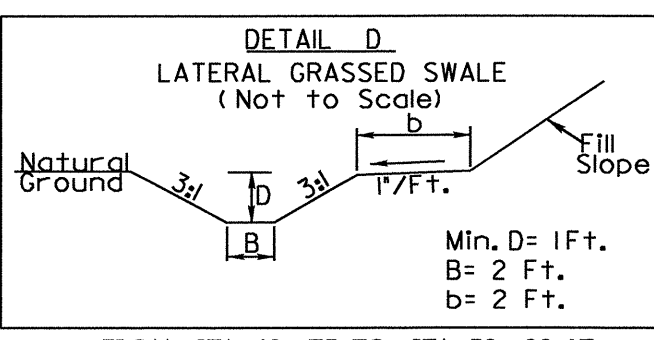 DETAIL D
LATERAL GRASSED SWALE
(Not to Scale)
b
Natural
Ground
3:1
D
3:1
1"/Ft.
Fill
Slope
B
Min. D= 1Ft.
B= 2 Ft.
b= 2 Ft.